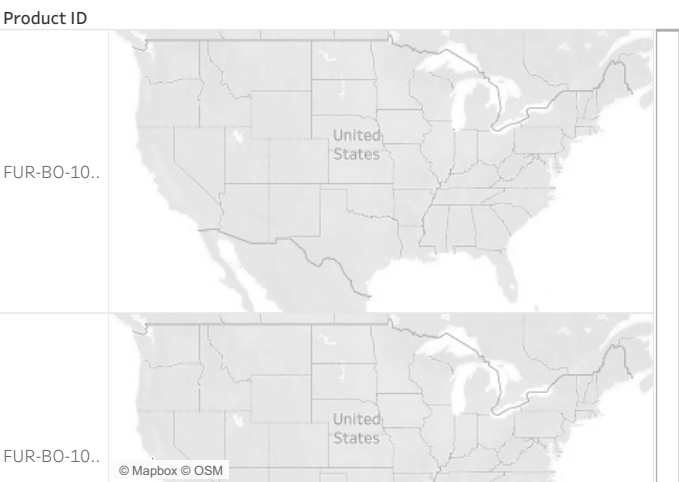 Product ID
United
States
FUR-BO-10..
United
States
FUR-BO-10..
© Mapbox © OSM